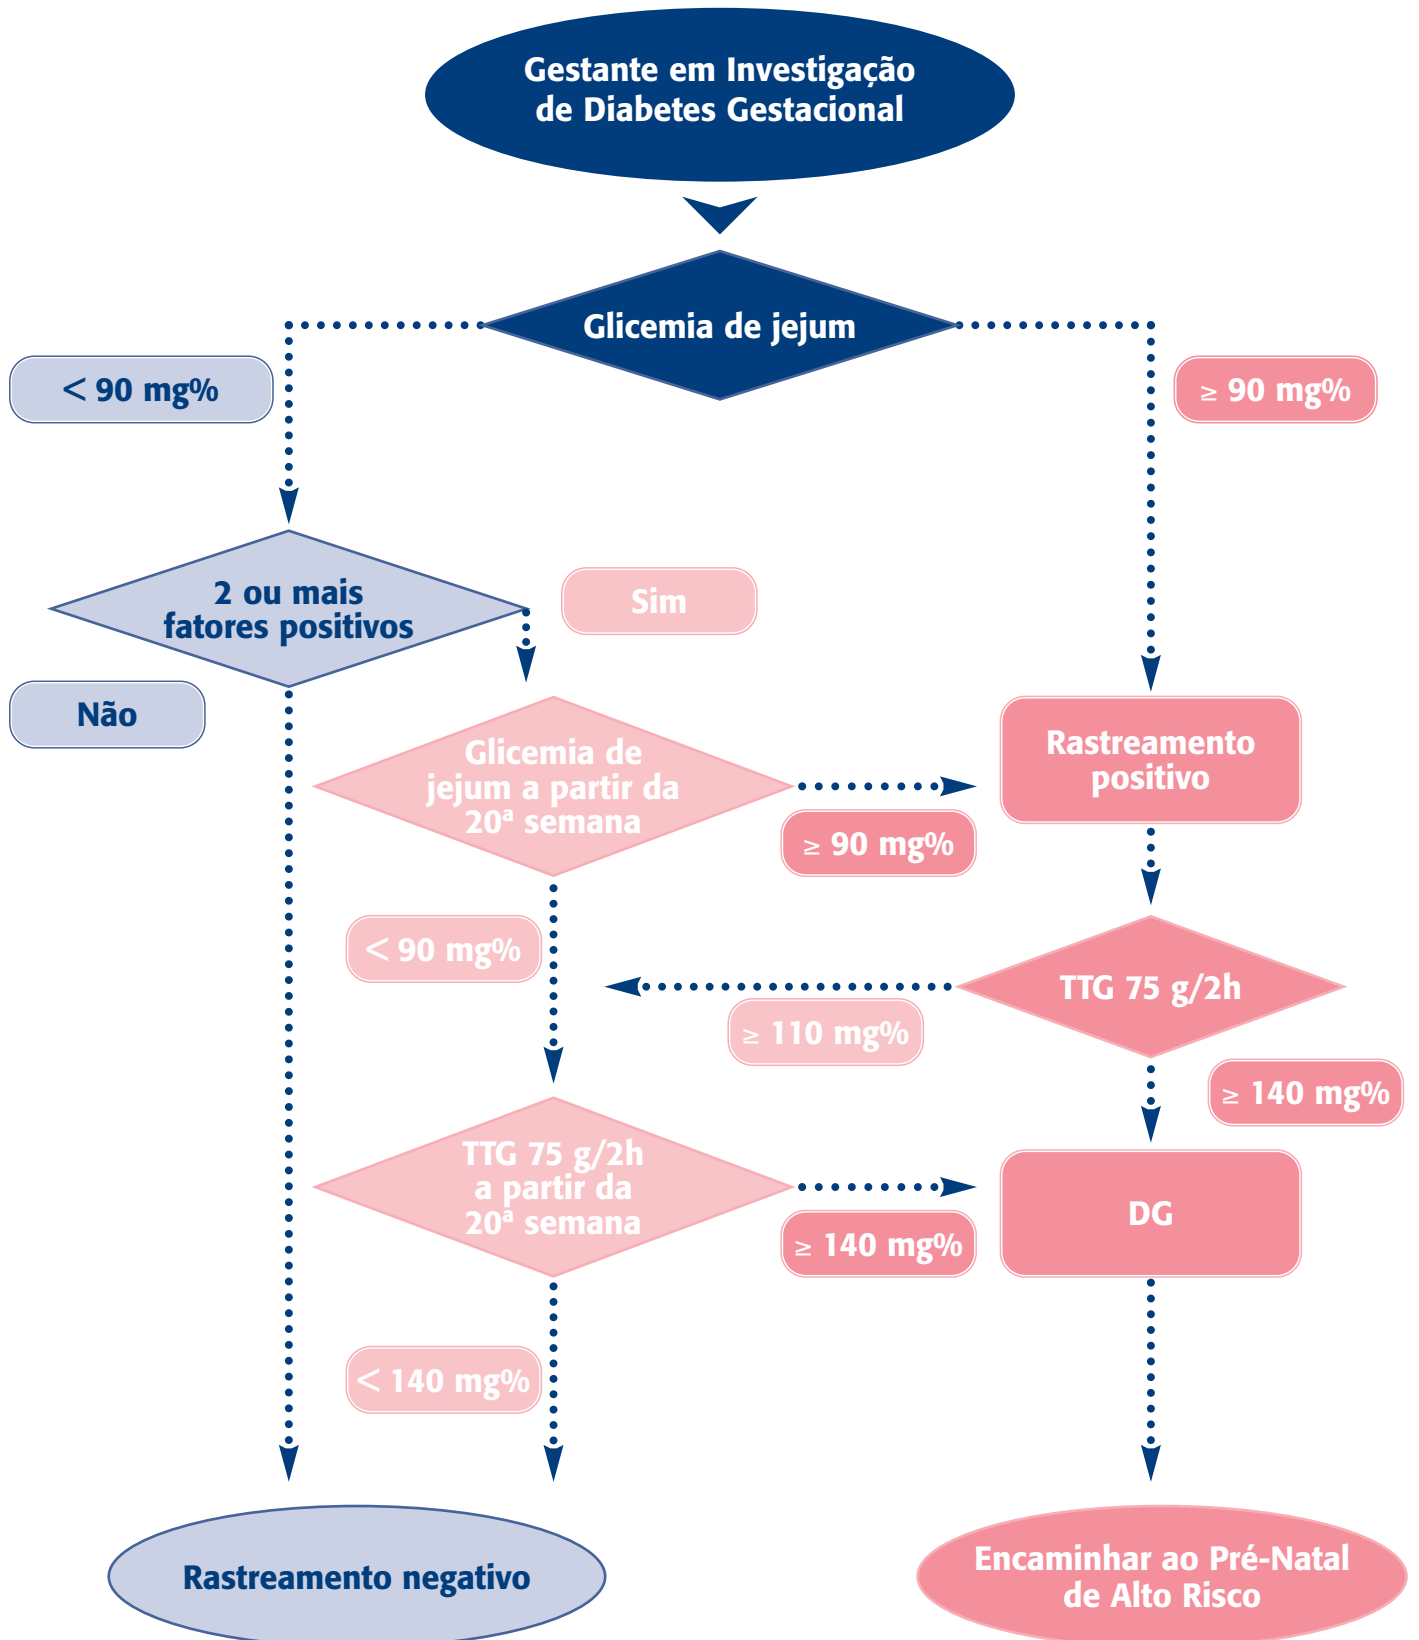 Gestante em Investigação
de Diabetes Gestacional
Glicemia de jejum
< 90 mg%
≥ 90 mg%
2 ou mais
fatores positivos
Sim
Não
Glicemia de
jejum a partir da
20ª semana
Rastreamento
positivo
≥ 90 mg%
< 90 mg%
TTG 75 g/2h
≥ 110 mg%
≥ 140 mg%
TTG 75 g/2h
a partir da
20ª semana
DG
≥ 140 mg%
< 140 mg%
Rastreamento negativo
Encaminhar ao Pré-Natal
de Alto Risco